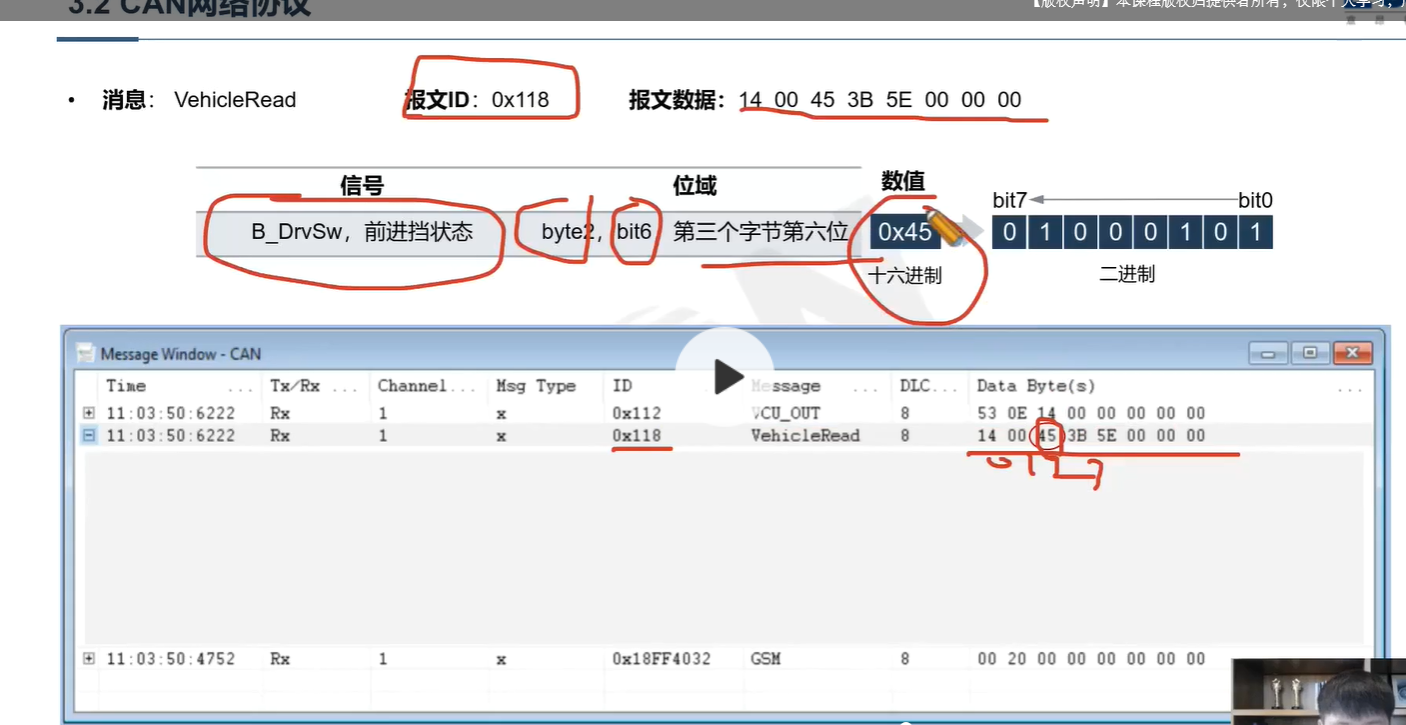 3.2 CAN网络协议
【版权声明】本课程版权归提供者所有，仅限个人学习，
• 消息： VehicleRead 报文ID：0x118 报文数据：14 00 45 3B 5E 00 00 00
信号 位域 数值
bit7 bit0
B_DrvSw，前进挡状态 byte2，bit6 第三个字节第六位 0x45 0 1 0 0 0 1 0 1
十六进制 二进制
Message Window - CAN
Time ... Tx/Rx ... Channel... Msg Type ID Message ... DLC... Data Byte(s) ...
11:03:50:6222 Rx 1 x 0x112 VCU_OUT 8 53 0E 14 00 00 00 00 00
11:03:50:6222 Rx 1 x 0x118 VehicleRead 8 14 00 45 3B 5E 00 00 00
0 1 2
11:03:50:4752 Rx 1 x 0x18FF4032 GSM 8 00 20 00 00 00 00 00 00